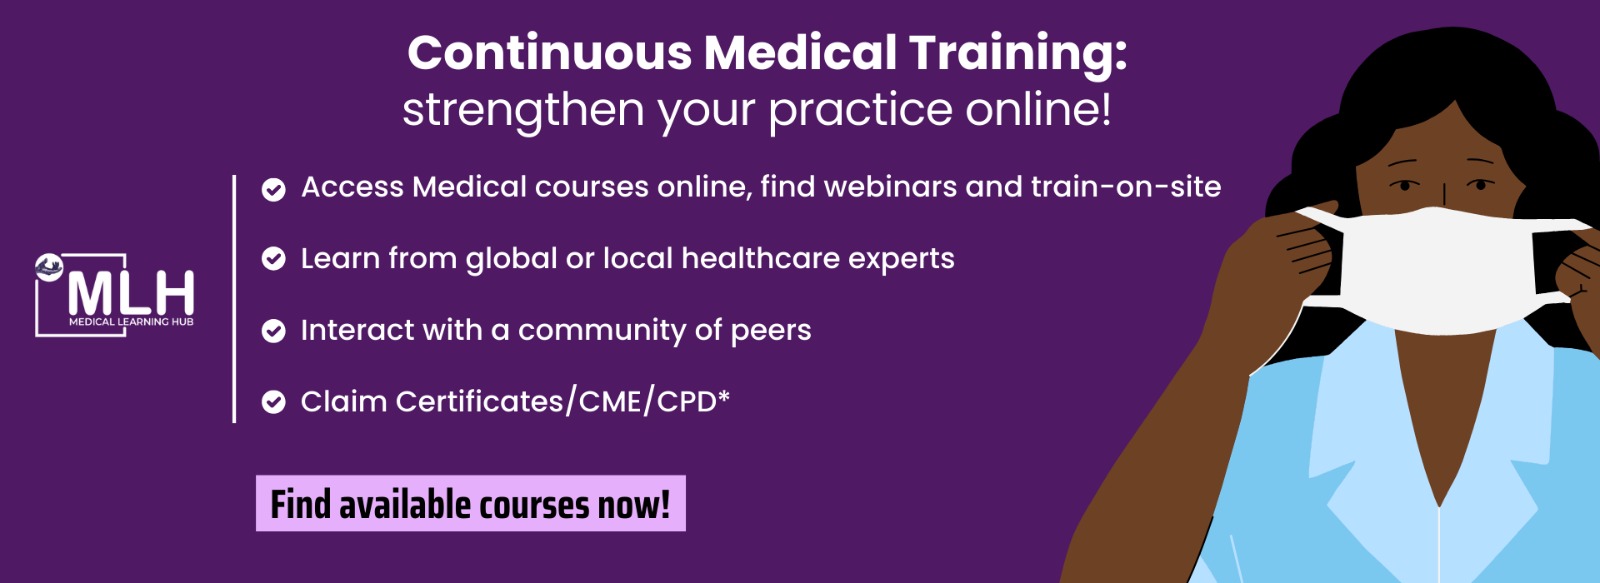 Continuous Medical Training:
strengthen your practice online!
Access Medical courses online, find webinars and train-on-site
Learn from global or local healthcare experts
Interact with a community of peers
Claim Certificates/CME/CPD*
MLH
MEDICAL LEARNING HUB
Find available courses now!